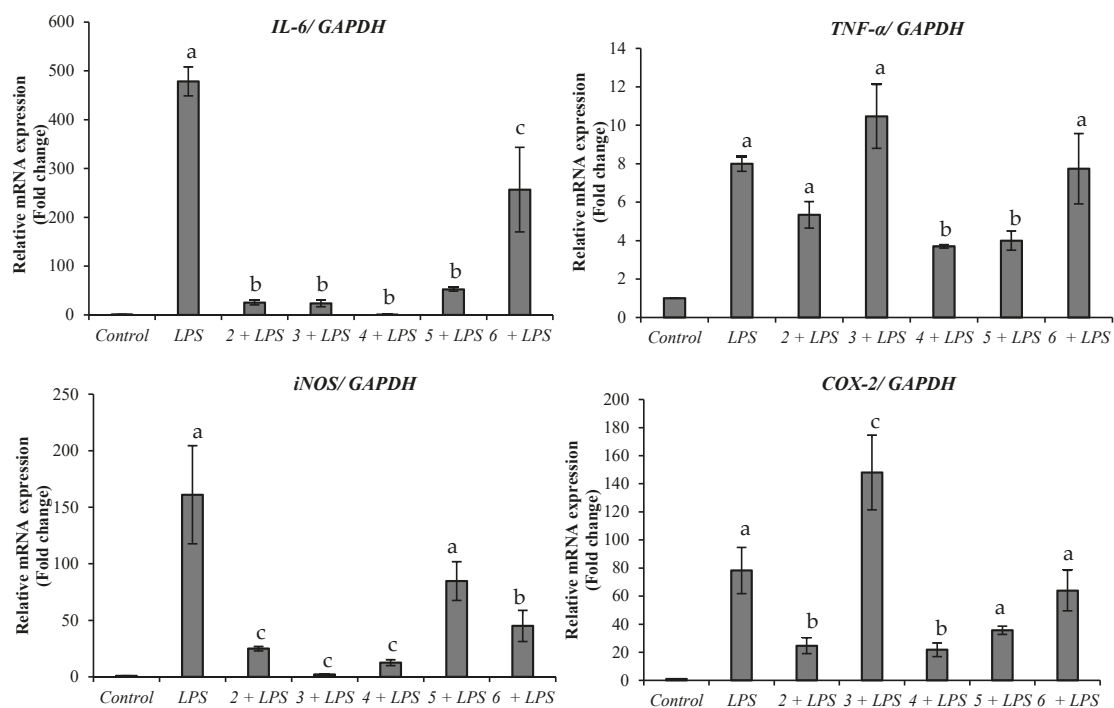 IL-6/ GAPDH
Relative mRNA expression
(Fold change)
600
500
400
300
200
100
0
a
b
b
b
b
c
Control LPS 2 + LPS 3 + LPS 4 + LPS 5 + LPS 6 + LPS
TNF-α/ GAPDH
Relative mRNA expression
(Fold change)
14
12
10
8
6
4
2
0
a
a
a
b
b
a
Control LPS 2 + LPS 3 + LPS 4 + LPS 5 + LPS 6 + LPS
iNOS/ GAPDH
Relative mRNA expression
(Fold change)
250
200
150
100
50
0
a
c
c
c
a
b
Control LPS 2 + LPS 3 + LPS 4 + LPS 5 + LPS 6 + LPS
COX-2/ GAPDH
Relative mRNA expression
(Fold change)
200
180
160
140
120
100
80
60
40
20
0
a
b
c
b
a
a
Control LPS 2 + LPS 3 + LPS 4 + LPS 5 + LPS 6 + LPS